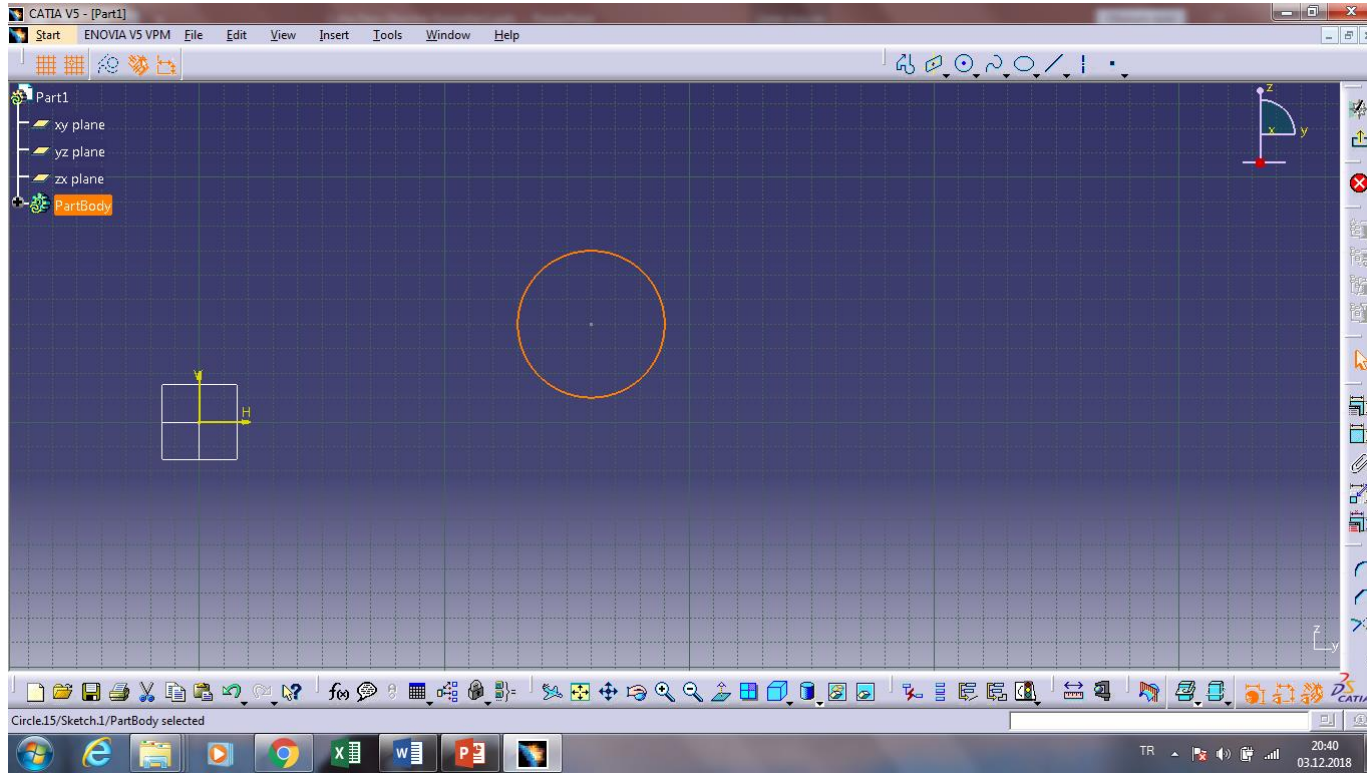 CATIA V5 - [Part1]
Start ENOVIA V5 VPM File Edit View Insert Tools Window Help
Part1
xy plane
yz plane
zx plane
PartBody
z
x y
V
H
z
y
f(x)
CATIA
Circle.15/Sketch.1/PartBody selected
TR 20:40
03.12.2018